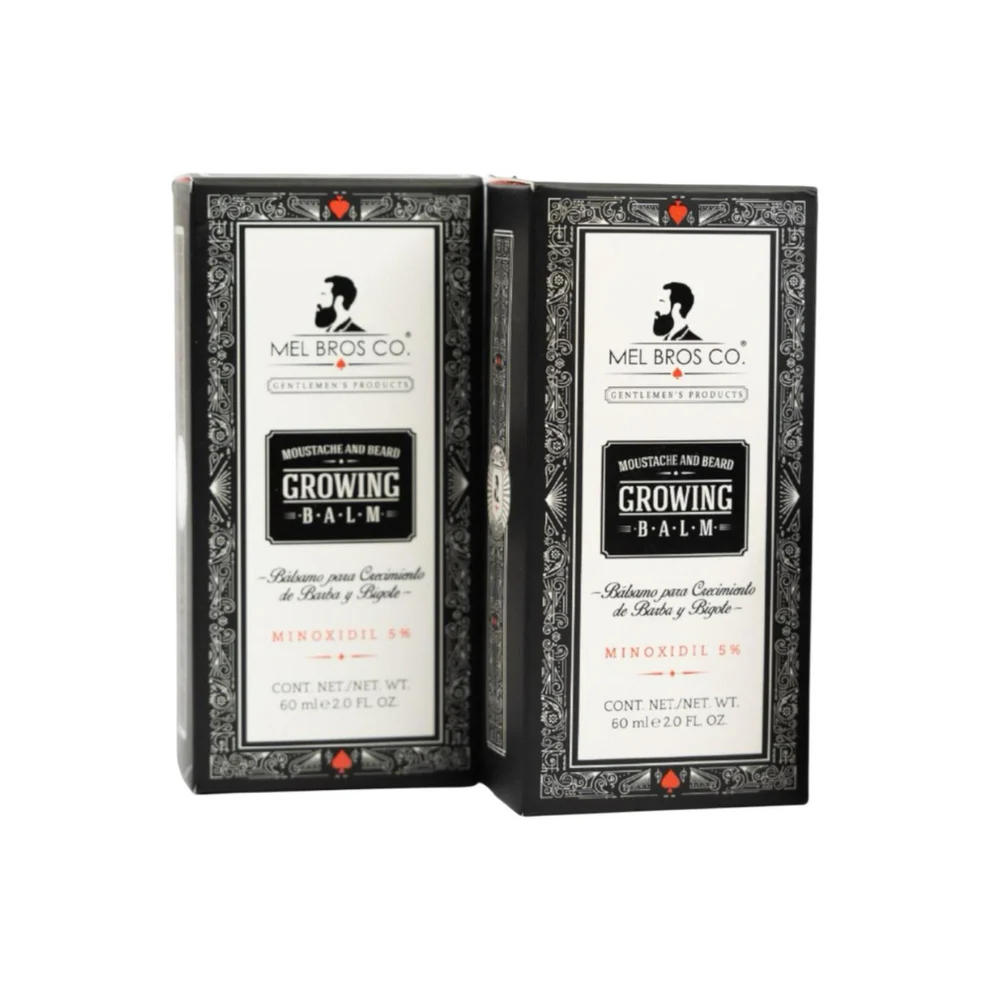 MEL BROS CO.®
GENTLEMEN'S PRODUCTS
MOUSTACHE AND BEARD
GROWING
B·A·L·M
-Bálsamo para Crecimiento
de Barba y Bigote-
MINOXIDIL 5%
CONT. NET./NET. WT.
60 ml e 2.0 FL. OZ.
MEL BROS CO.®
GENTLEMEN'S PRODUCTS
MOUSTACHE AND BEARD
GROWING
B·A·L·M
-Bálsamo para Crecimiento
de Barba y Bigote-
MINOXIDIL 5%
CONT. NET./NET. WT.
60 ml e 2.0 FL. OZ.